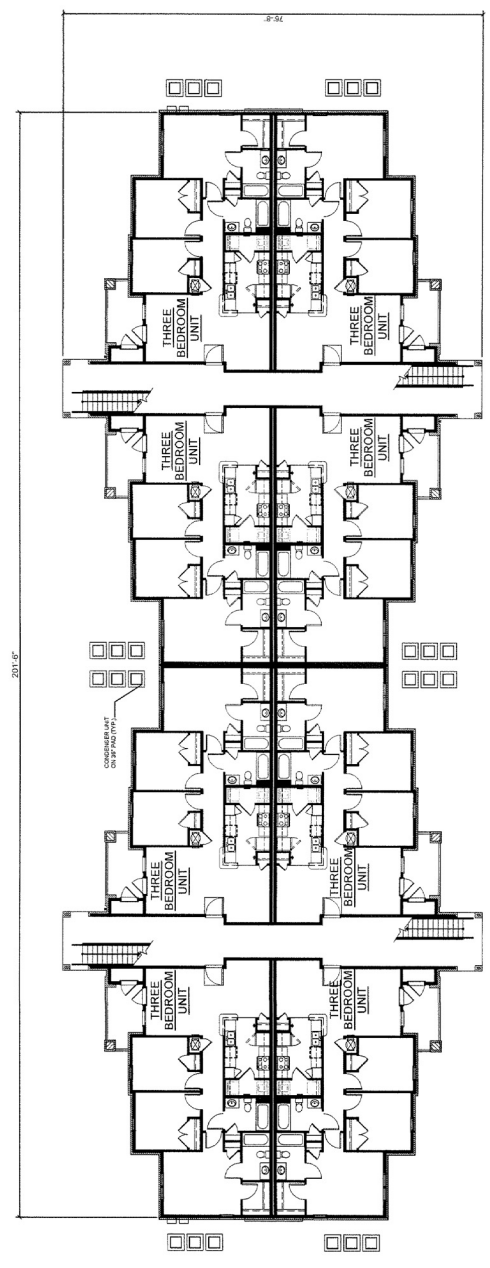 76'-8"
THREE
BEDROOM
UNIT
THREE
BEDROOM
UNIT
THREE
BEDROOM
UNIT
THREE
BEDROOM
UNIT
201'-6"
CONDENSER UNIT
ON 36" PAD (TYP.)
THREE
BEDROOM
UNIT
THREE
BEDROOM
UNIT
THREE
BEDROOM
UNIT
THREE
BEDROOM
UNIT